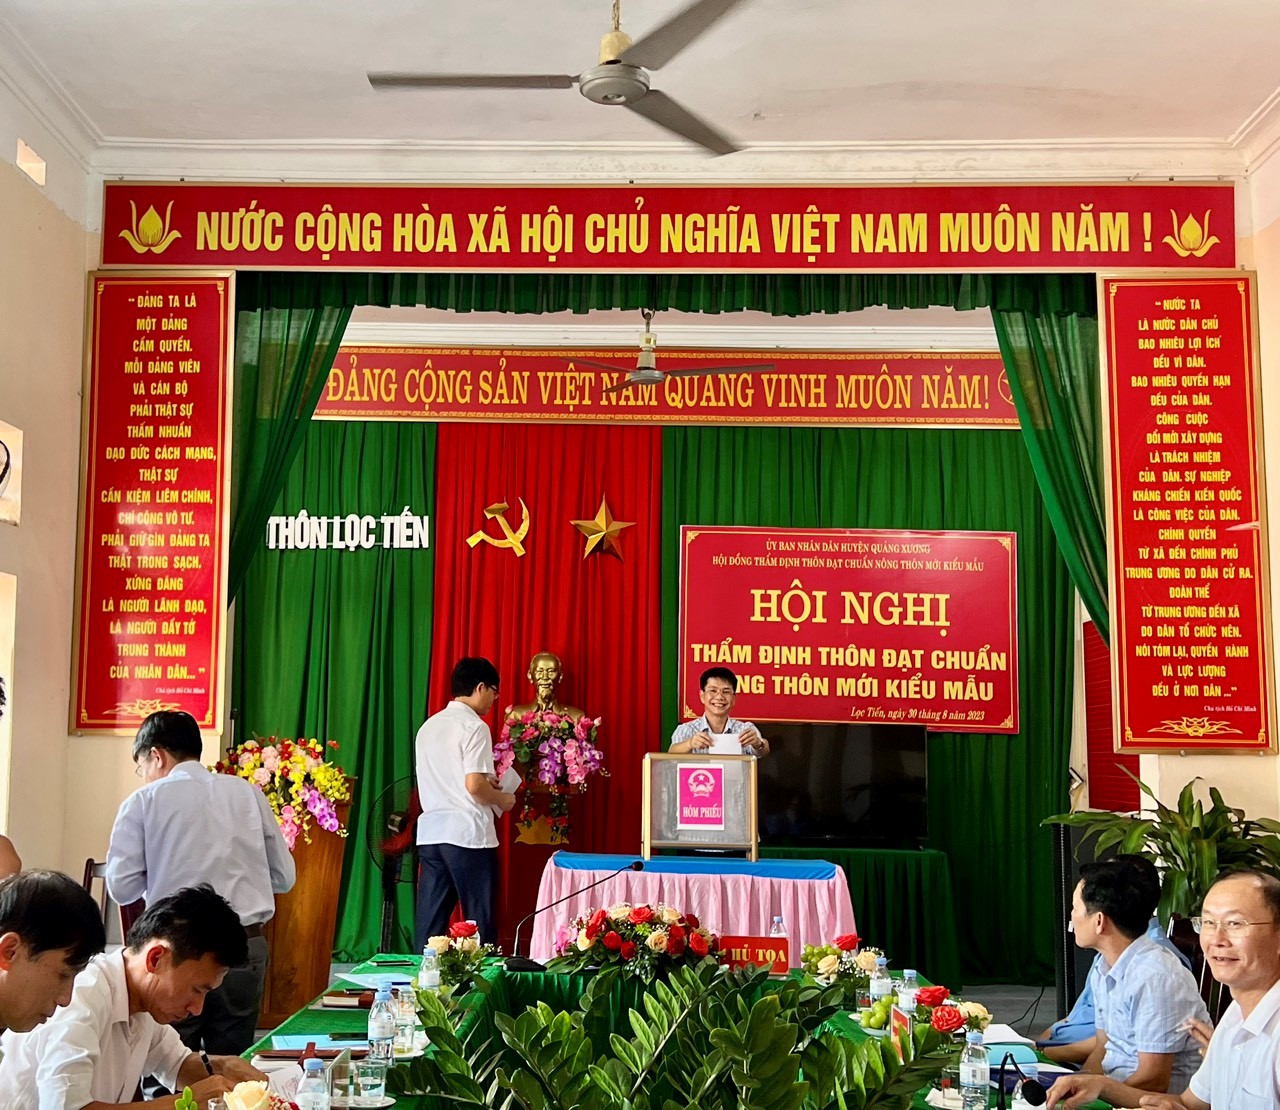 NƯỚC CỘNG HÒA XÃ HỘI CHỦ NGHĨA VIỆT NAM MUÔN NĂM !
ĐẢNG CỘNG SẢN VIỆT NAM QUANG VINH MUÔN NĂM!
“ĐẢNG TA LÀ
MỘT ĐẢNG
CẦM QUYỀN.
MỖI ĐẢNG VIÊN
VÀ CÁN BỘ
PHẢI THẬT SỰ
THẤM NHUẦN
ĐẠO ĐỨC CÁCH MẠNG,
THẬT SỰ
CẦN KIỆM LIÊM CHÍNH,
CHÍ CÔNG VÔ TƯ.
PHẢI GIỮ GÌN ĐẢNG TA
THẬT TRONG SẠCH.
XỨNG ĐÁNG
LÀ NGƯỜI LÃNH ĐẠO,
LÀ NGƯỜI ĐẦY TỚ
TRUNG THÀNH
CỦA NHÂN DÂN...”
Chủ tịch Hồ Chí Minh
THÔN LỘC TIẾN
ỦY BAN NHÂN DÂN HUYỆN QUẢNG XƯƠNG
HỘI ĐỒNG THẨM ĐỊNH THÔN ĐẠT CHUẨN NÔNG THÔN MỚI KIỂU MẪU
HỘI NGHỊ
THẨM ĐỊNH THÔN ĐẠT CHUẨN
NG THÔN MỚI KIỂU MẪU
Lộc Tiến, ngày 30 tháng 8 năm 2023
“NƯỚC TA
LÀ NƯỚC DÂN CHỦ
BAO NHIÊU LỢI ÍCH
ĐỀU VÌ DÂN.
BAO NHIÊU QUYỀN HẠN
ĐỀU CỦA DÂN.
CÔNG CUỘC
ĐỔI MỚI XÂY DỰNG
LÀ TRÁCH NHIỆM
CỦA DÂN. SỰ NGHIỆP
KHÁNG CHIẾN KIẾN QUỐC
LÀ CÔNG VIỆC CỦA DÂN.
CHÍNH QUYỀN
TỪ XÃ ĐẾN CHÍNH PHỦ
TRUNG ƯƠNG DO DÂN CỬ RA.
ĐOÀN THỂ
TỪ TRUNG ƯƠNG ĐẾN XÃ
DO DÂN TỔ CHỨC NÊN.
NÓI TÓM LẠI, QUYỀN HÀNH
VÀ LỰC LƯỢNG
ĐỀU Ở NƠI DÂN...”
Chủ tịch Hồ Chí Minh
HÒM PHIẾU
HỦ TỌA